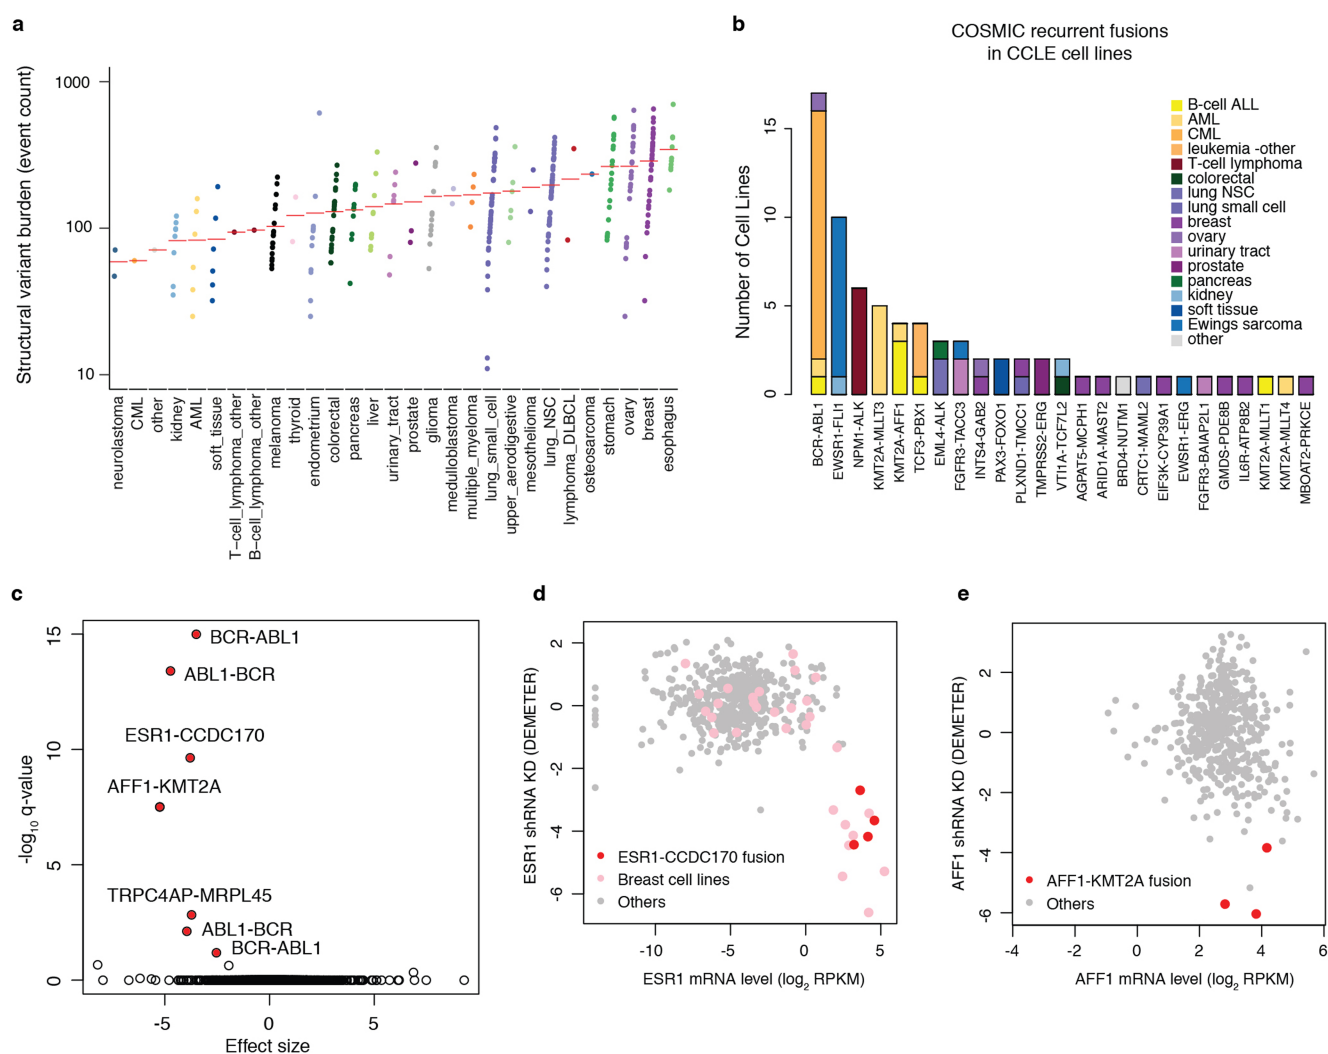 a
Structural variant burden (event count)
1000
100
10
neurolastoma
CML
other
kidney
AML
soft_tissue
T−cell_lymphoma_other
B−cell_lymphoma_other
melanoma
thyroid
endometrium
colorectal
pancreas
liver
urinary_tract
prostate
glioma
medulloblastoma
multiple_myeloma
lung_small_cell
upper_aerodigestive
mesothelioma
lung_NSC
lymphoma_DLBCL
osteosarcoma
stomach
ovary
breast
esophagus
b
COSMIC recurrent fusions
in CCLE cell lines
Number of Cell Lines
15
10
5
0
B-cell ALL
AML
CML
leukemia -other
T-cell lymphoma
colorectal
lung NSC
lung small cell
breast
ovary
urinary tract
prostate
pancreas
kidney
soft tissue
Ewings sarcoma
other
BCR-ABL1
EWSR1-FLI1
NPM1-ALK
KMT2A-MLLT3
KMT2A-AFF1
TCF3-PBX1
EML4-ALK
FGFR3-TACC3
INTS4-GAB2
PAX3-FOXO1
PLXND1-TMCC1
TMPRSS2-ERG
VTI1A-TCF7L2
AGPAT5-MCPH1
ARID1A-MAST2
BRD4-NUTM1
CRTC1-MAML2
EIF3K-CYP39A1
EWSR1-ERG
FGFR3-BAIAP2L1
GMDS-PDE8B
IL6R-ATP8B2
KMT2A-MLLT1
KMT2A-MLLT4
MBOAT2-PRKCE
c
-log10 q-value
15
10
5
0
BCR-ABL1
ABL1-BCR
ESR1-CCDC170
AFF1-KMT2A
TRPC4AP-MRPL45
ABL1-BCR
BCR-ABL1
-5 0 5
Effect size
d
ESR1 shRNA KD (DEMETER)
2
0
-2
-4
-6
ESR1-CCDC170 fusion
Breast cell lines
Others
-10 -5 0 5
ESR1 mRNA level (log2 RPKM)
e
AFF1 shRNA KD (DEMETER)
2
0
-2
-4
-6
AFF1-KMT2A fusion
Others
-4 -2 0 2 4 6
AFF1 mRNA level (log2 RPKM)